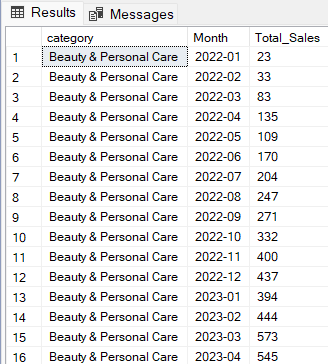 Results Messages
category Month Total_Sales
1 Beauty & Personal Care 2022-01 23
2 Beauty & Personal Care 2022-02 33
3 Beauty & Personal Care 2022-03 83
4 Beauty & Personal Care 2022-04 135
5 Beauty & Personal Care 2022-05 109
6 Beauty & Personal Care 2022-06 170
7 Beauty & Personal Care 2022-07 204
8 Beauty & Personal Care 2022-08 247
9 Beauty & Personal Care 2022-09 271
10 Beauty & Personal Care 2022-10 332
11 Beauty & Personal Care 2022-11 400
12 Beauty & Personal Care 2022-12 437
13 Beauty & Personal Care 2023-01 394
14 Beauty & Personal Care 2023-02 444
15 Beauty & Personal Care 2023-03 573
16 Beauty & Personal Care 2023-04 545